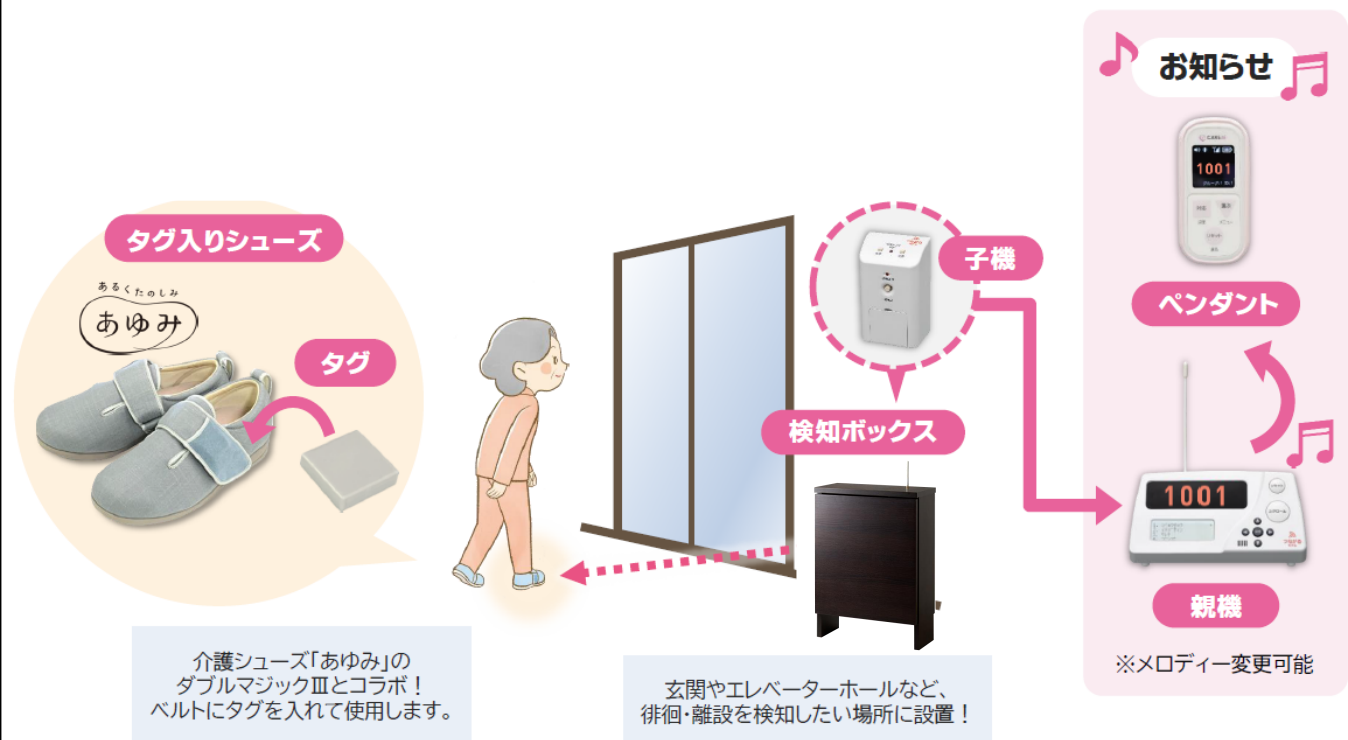 お知らせ
1001
ペンダント
タグ入りシューズ
あるくたのしみ
あゆみ
タグ
子機
検知ボックス
1001
親機
※メロディー変更可能
介護シューズ「あゆみ」の
ダブルマジックⅢとコラボ！
ベルトにタグを入れて使用します。
玄関やエレベーターホールなど、
徘徊・離設を検知したい場所に設置！